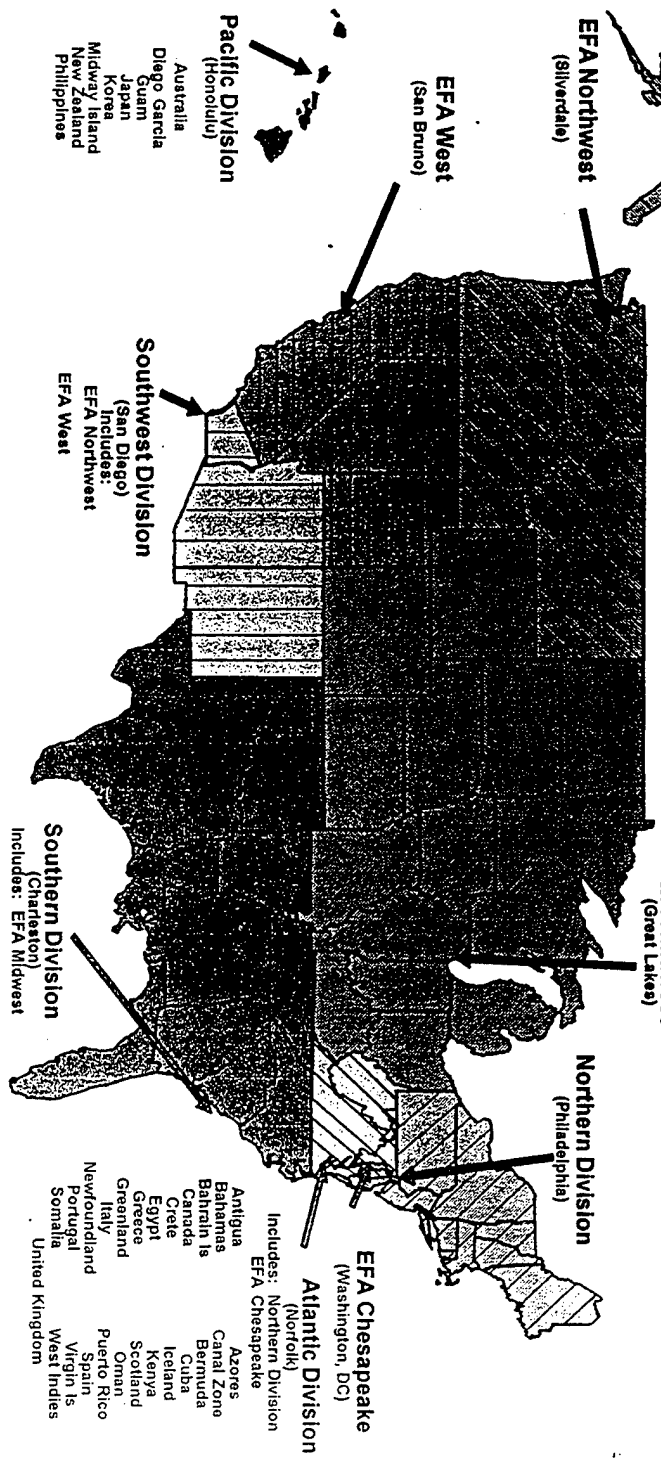 EFA Northwest
(Silverdale)
EFA West
(San Bruno)
Pacific Division
(Honolulu)
Australia
Diego Garcia
Guam
Japan
Korea
Midway Island
New Zealand
Philippines
Southwest Division
(San Diego)
Includes:
EFA Northwest
EFA West
(Great Lakes)
Southern Division
(Charleston)
Includes: EFA Midwest
Northern Division
(Philadelphia)
EFA Chesapeake
(Washington, DC)
Atlantic Division
(Norfolk)
Includes: Northern Division
EFA Chesapeake
Antigua
Bahamas
Bahrain Is
Canada
Crete
Egypt
Greece
Greenland
Italy
Newfoundland
Portugal
Somalia
United Kingdom
Azores
Canal Zone
Bermuda
Cuba
Iceland
Kenya
Scotland
Oman
Puerto Rico
Spain
Virgin Is
West Indies